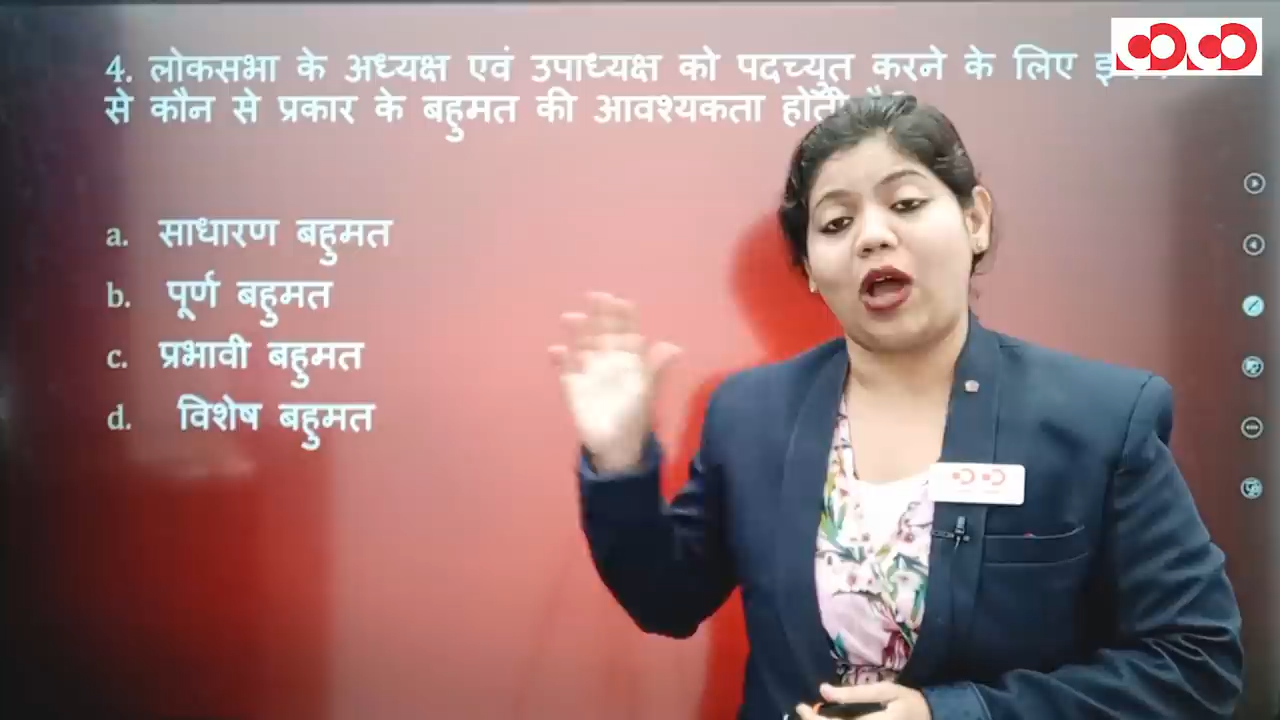 4. लोकसभा के अध्यक्ष एवं उपाध्यक्ष को पदच्युत करने के लिए
से कौन से प्रकार के बहुमत की आवश्यकता होती
a. साधारण बहुमत
b. पूर्ण बहुमत
c. प्रभावी बहुमत
d. विशेष बहुमत